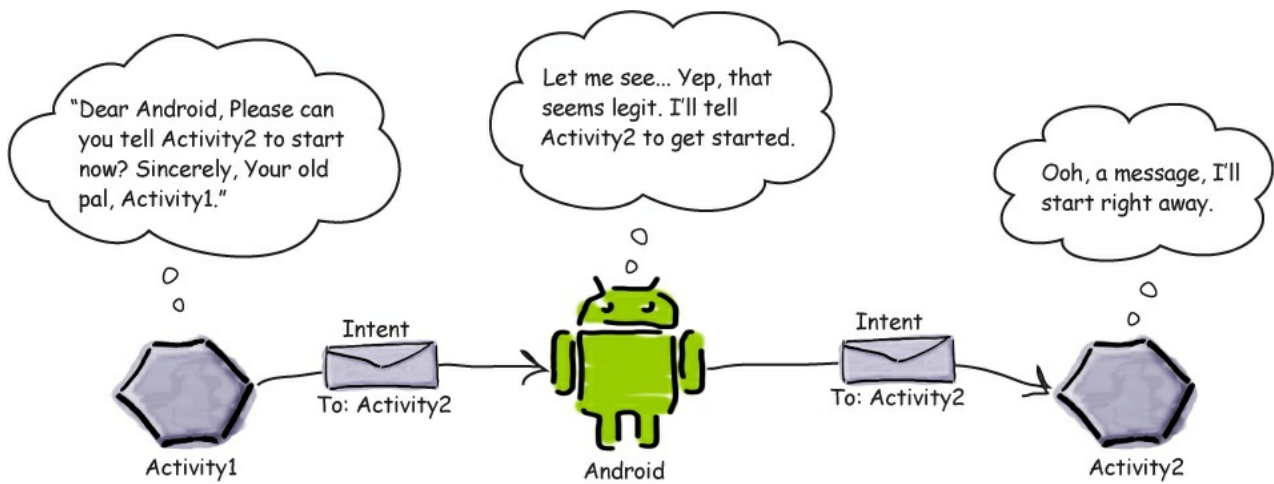 "Dear Android, Please can
you tell Activity2 to start
now? Sincerely, Your old
pal, Activity1."
Let me see... Yep, that
seems legit. I'll tell
Activity2 to get started.
Ooh, a message, I'll
start right away.
Intent
To: Activity2
Intent
To: Activity2
Activity1
Android
Activity2